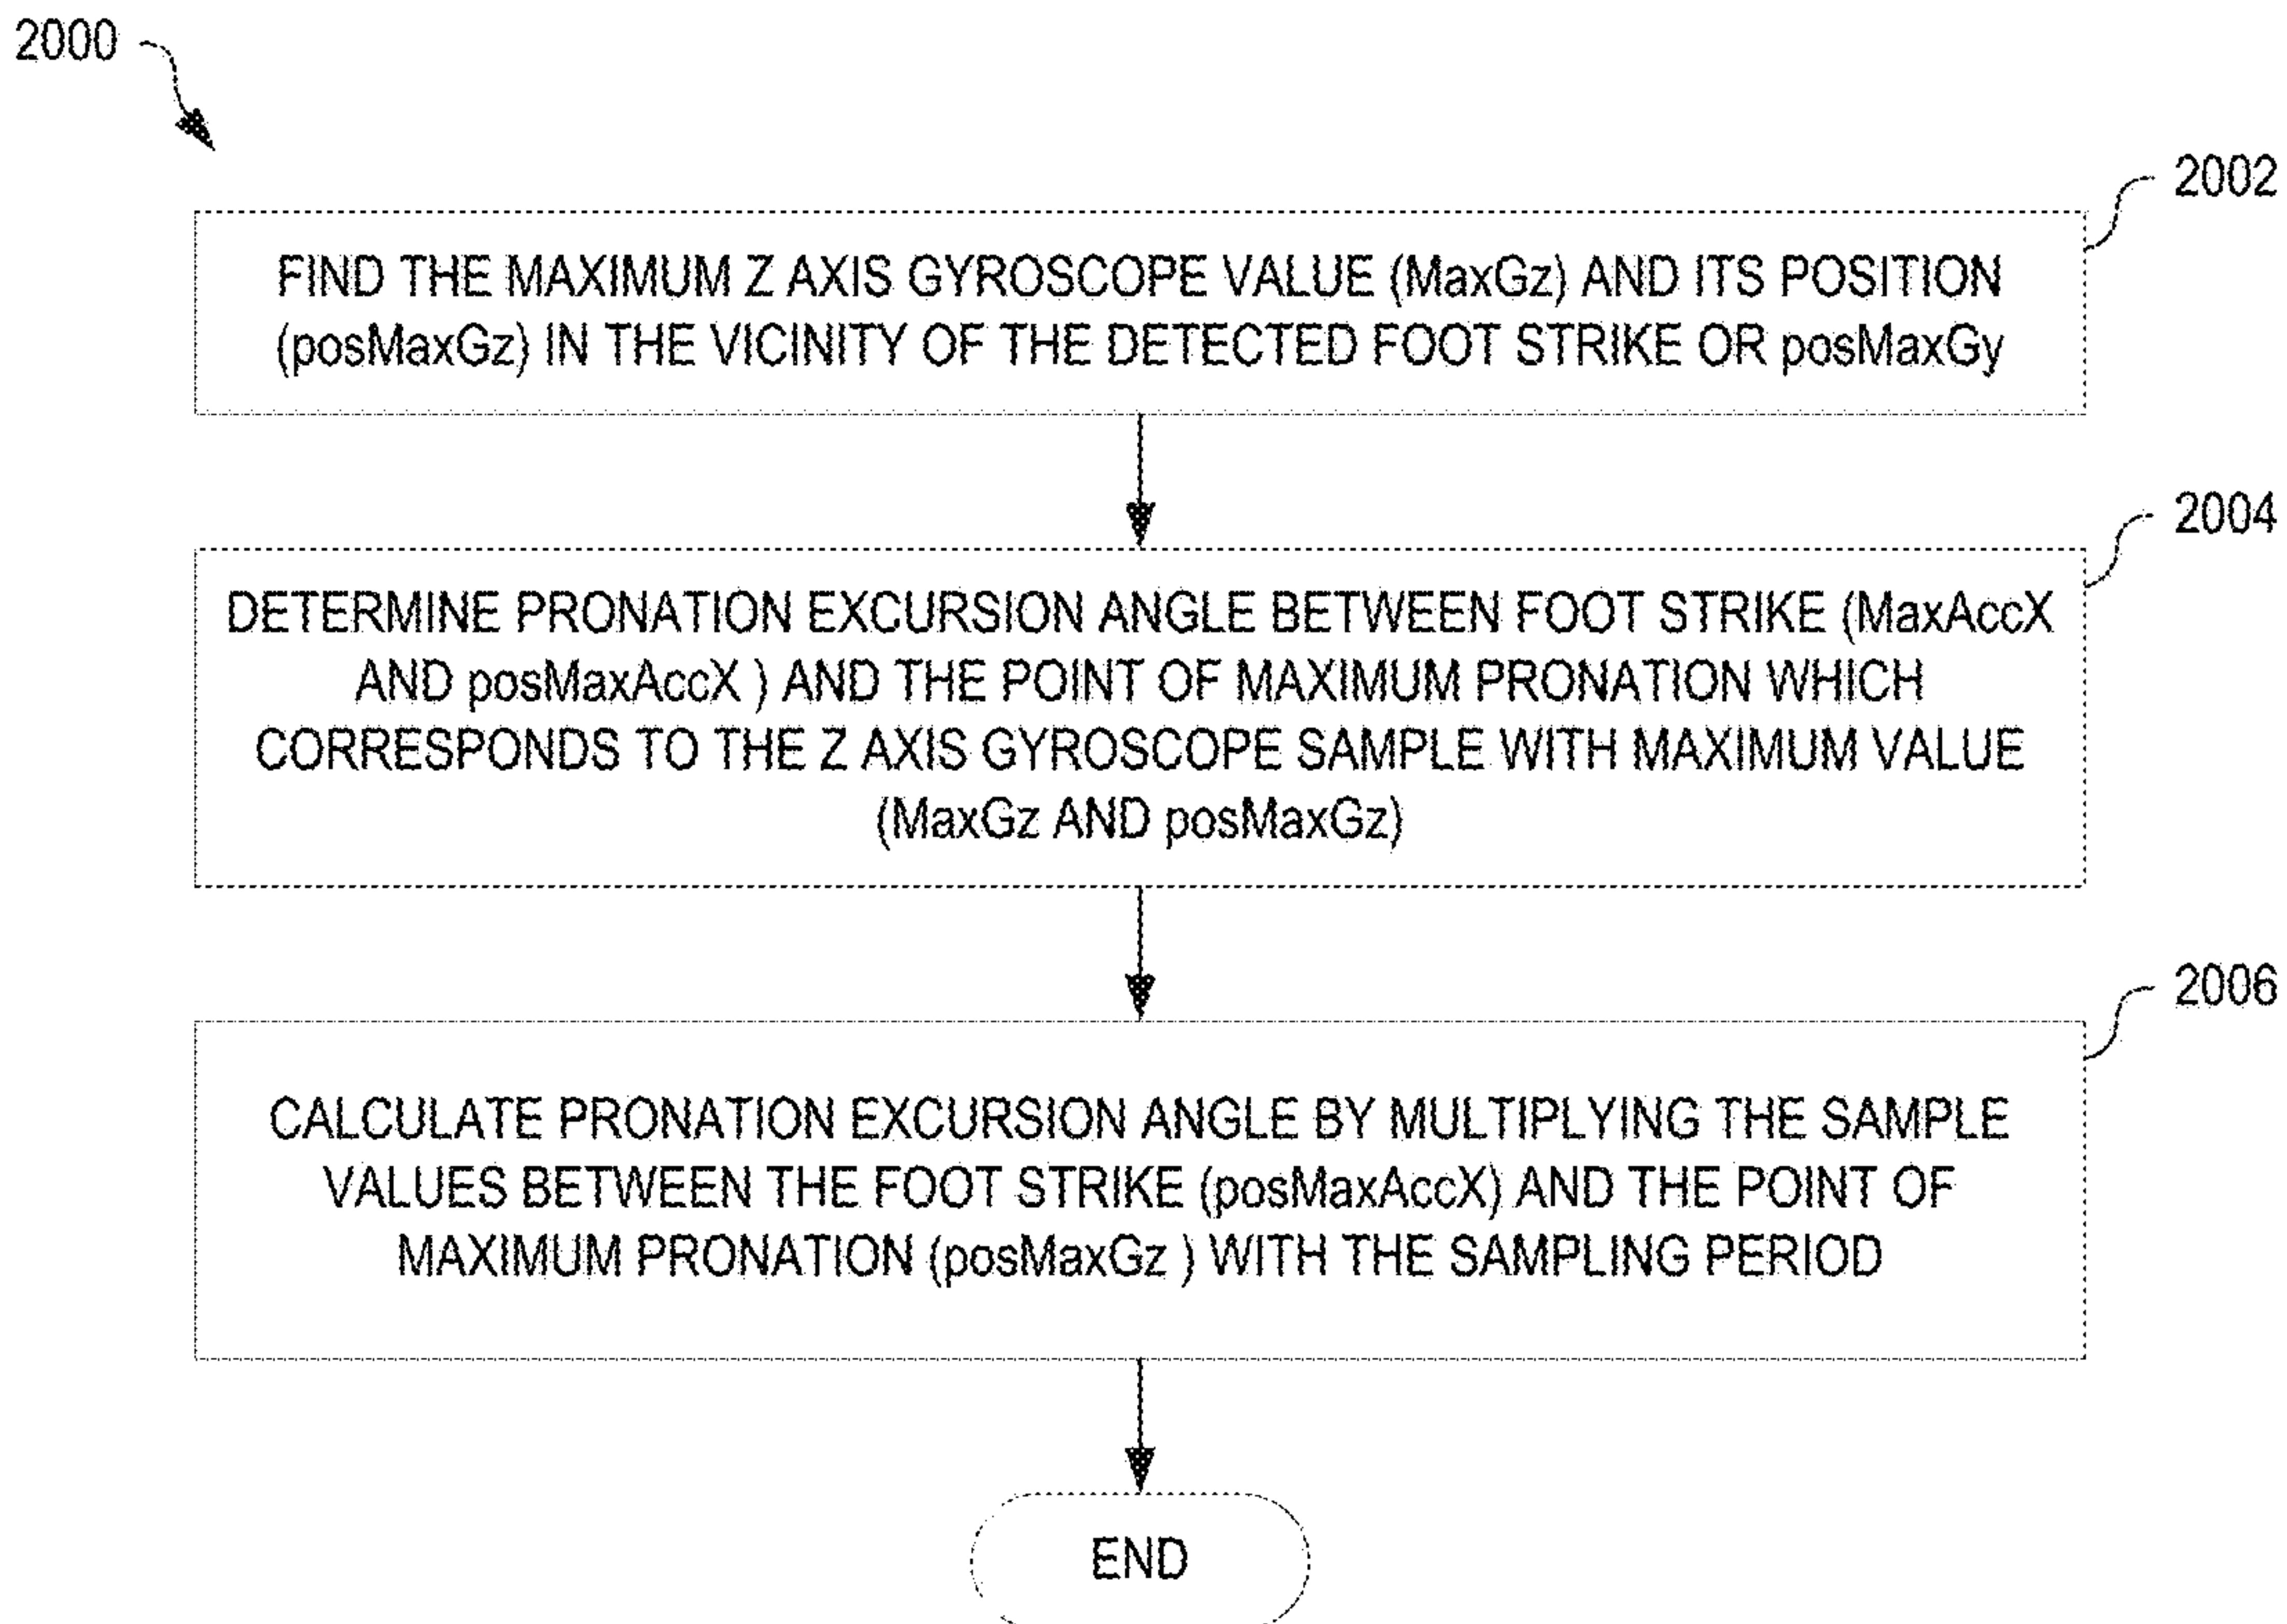 2000
2002
FIND THE MAXIMUM Z AXIS GYROSCOPE VALUE (MaxGz) AND ITS POSITION
(posMaxGz) IN THE VICINITY OF THE DETECTED FOOT STRIKE OR posMaxGy
2004
DETERMINE PRONATION EXCURSION ANGLE BETWEEN FOOT STRIKE (MaxAccX
AND posMaxAccX ) AND THE POINT OF MAXIMUM PRONATION WHICH
CORRESPONDS TO THE Z AXIS GYROSCOPE SAMPLE WITH MAXIMUM VALUE
(MaxGz AND posMaxGz)
2006
CALCULATE PRONATION EXCURSION ANGLE BY MULTIPLYING THE SAMPLE
VALUES BETWEEN THE FOOT STRIKE (posMaxAccX) AND THE POINT OF
MAXIMUM PRONATION (posMaxGz ) WITH THE SAMPLING PERIOD
END